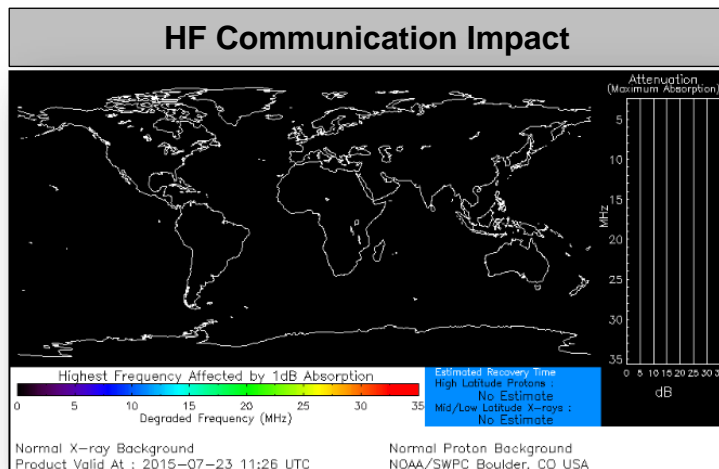 HF Communication Impact
Attenuation
(Maximum Absorption)
5
10
15
20
25
30
35
MHz
0 5 10 15 20 25 30
dB
Highest Frequency Affected by 1dB Absorption
0 5 10 15 20 25 30 35
Degraded Frequency (MHz)
Estimated Recovery Time
High Latitude Protons :
No Estimate
Mid/Low Latitude X-rays :
No Estimate
Normal X-ray Background
Product Valid At : 2015-07-23 11:26 UTC
Normal Proton Background
NOAA/SWPC Boulder, CO USA